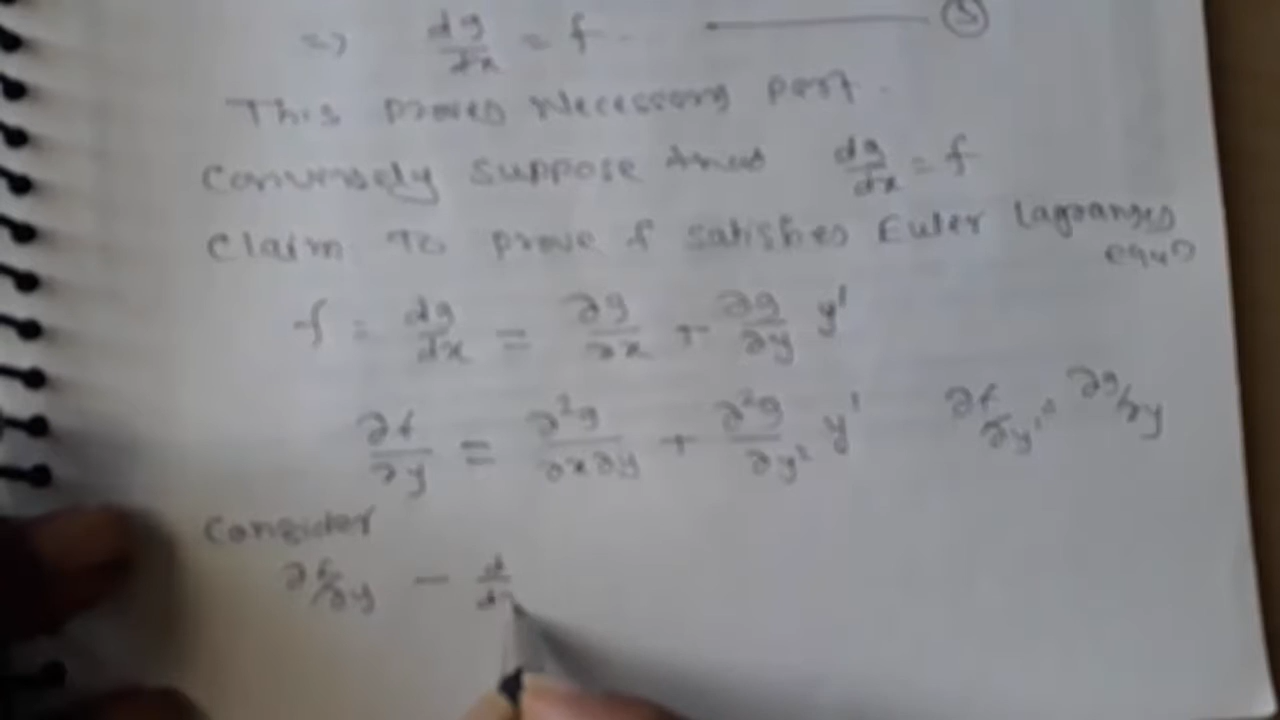 => dg/dx = f. ——— (5)
This proves Necessary part.
Conversely suppose that dg/dx = f
Claim To prove f satisfies Euler Lagranges eqn
f = dg/dx = ∂g/∂x + ∂g/∂y y'
∂f/∂y = ∂²g/∂x∂y + ∂²g/∂y² y' ∂f/∂y' = ∂g/∂y
Consider
∂f/∂y - d/dx